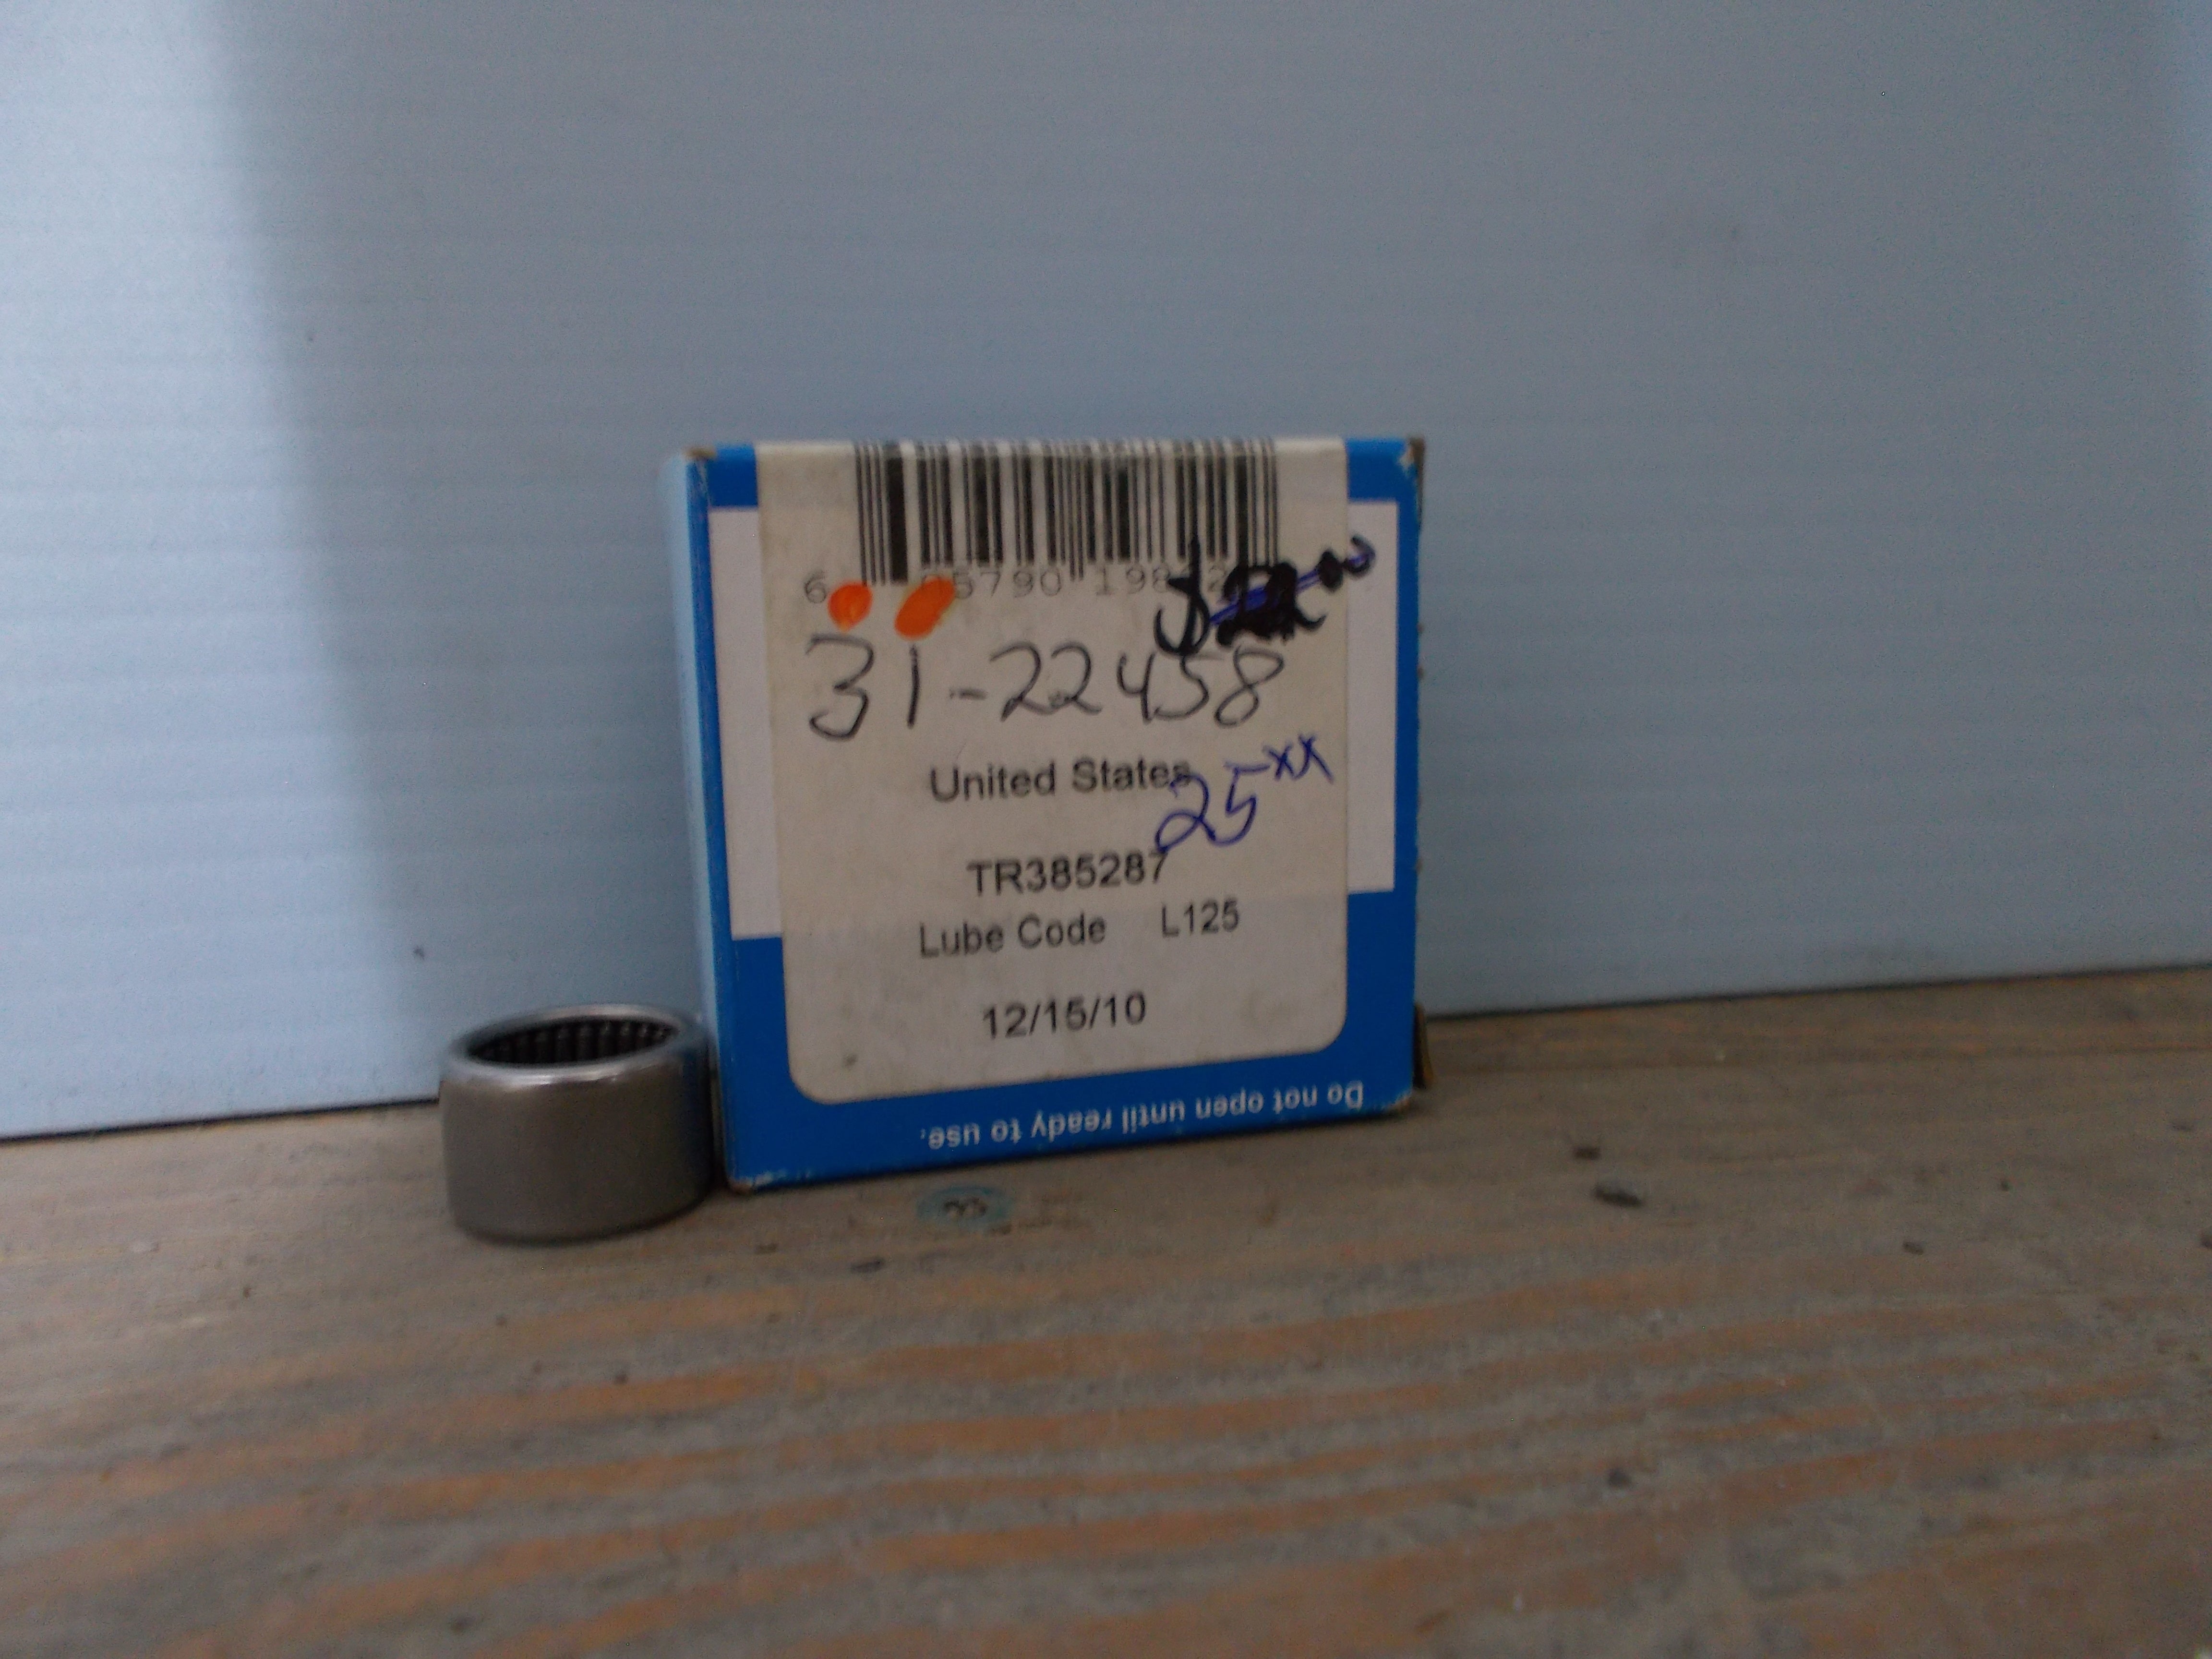 31-22458
United States
25xx
TR385287
Lube Code L125
12/15/10
Do not open until ready to use.